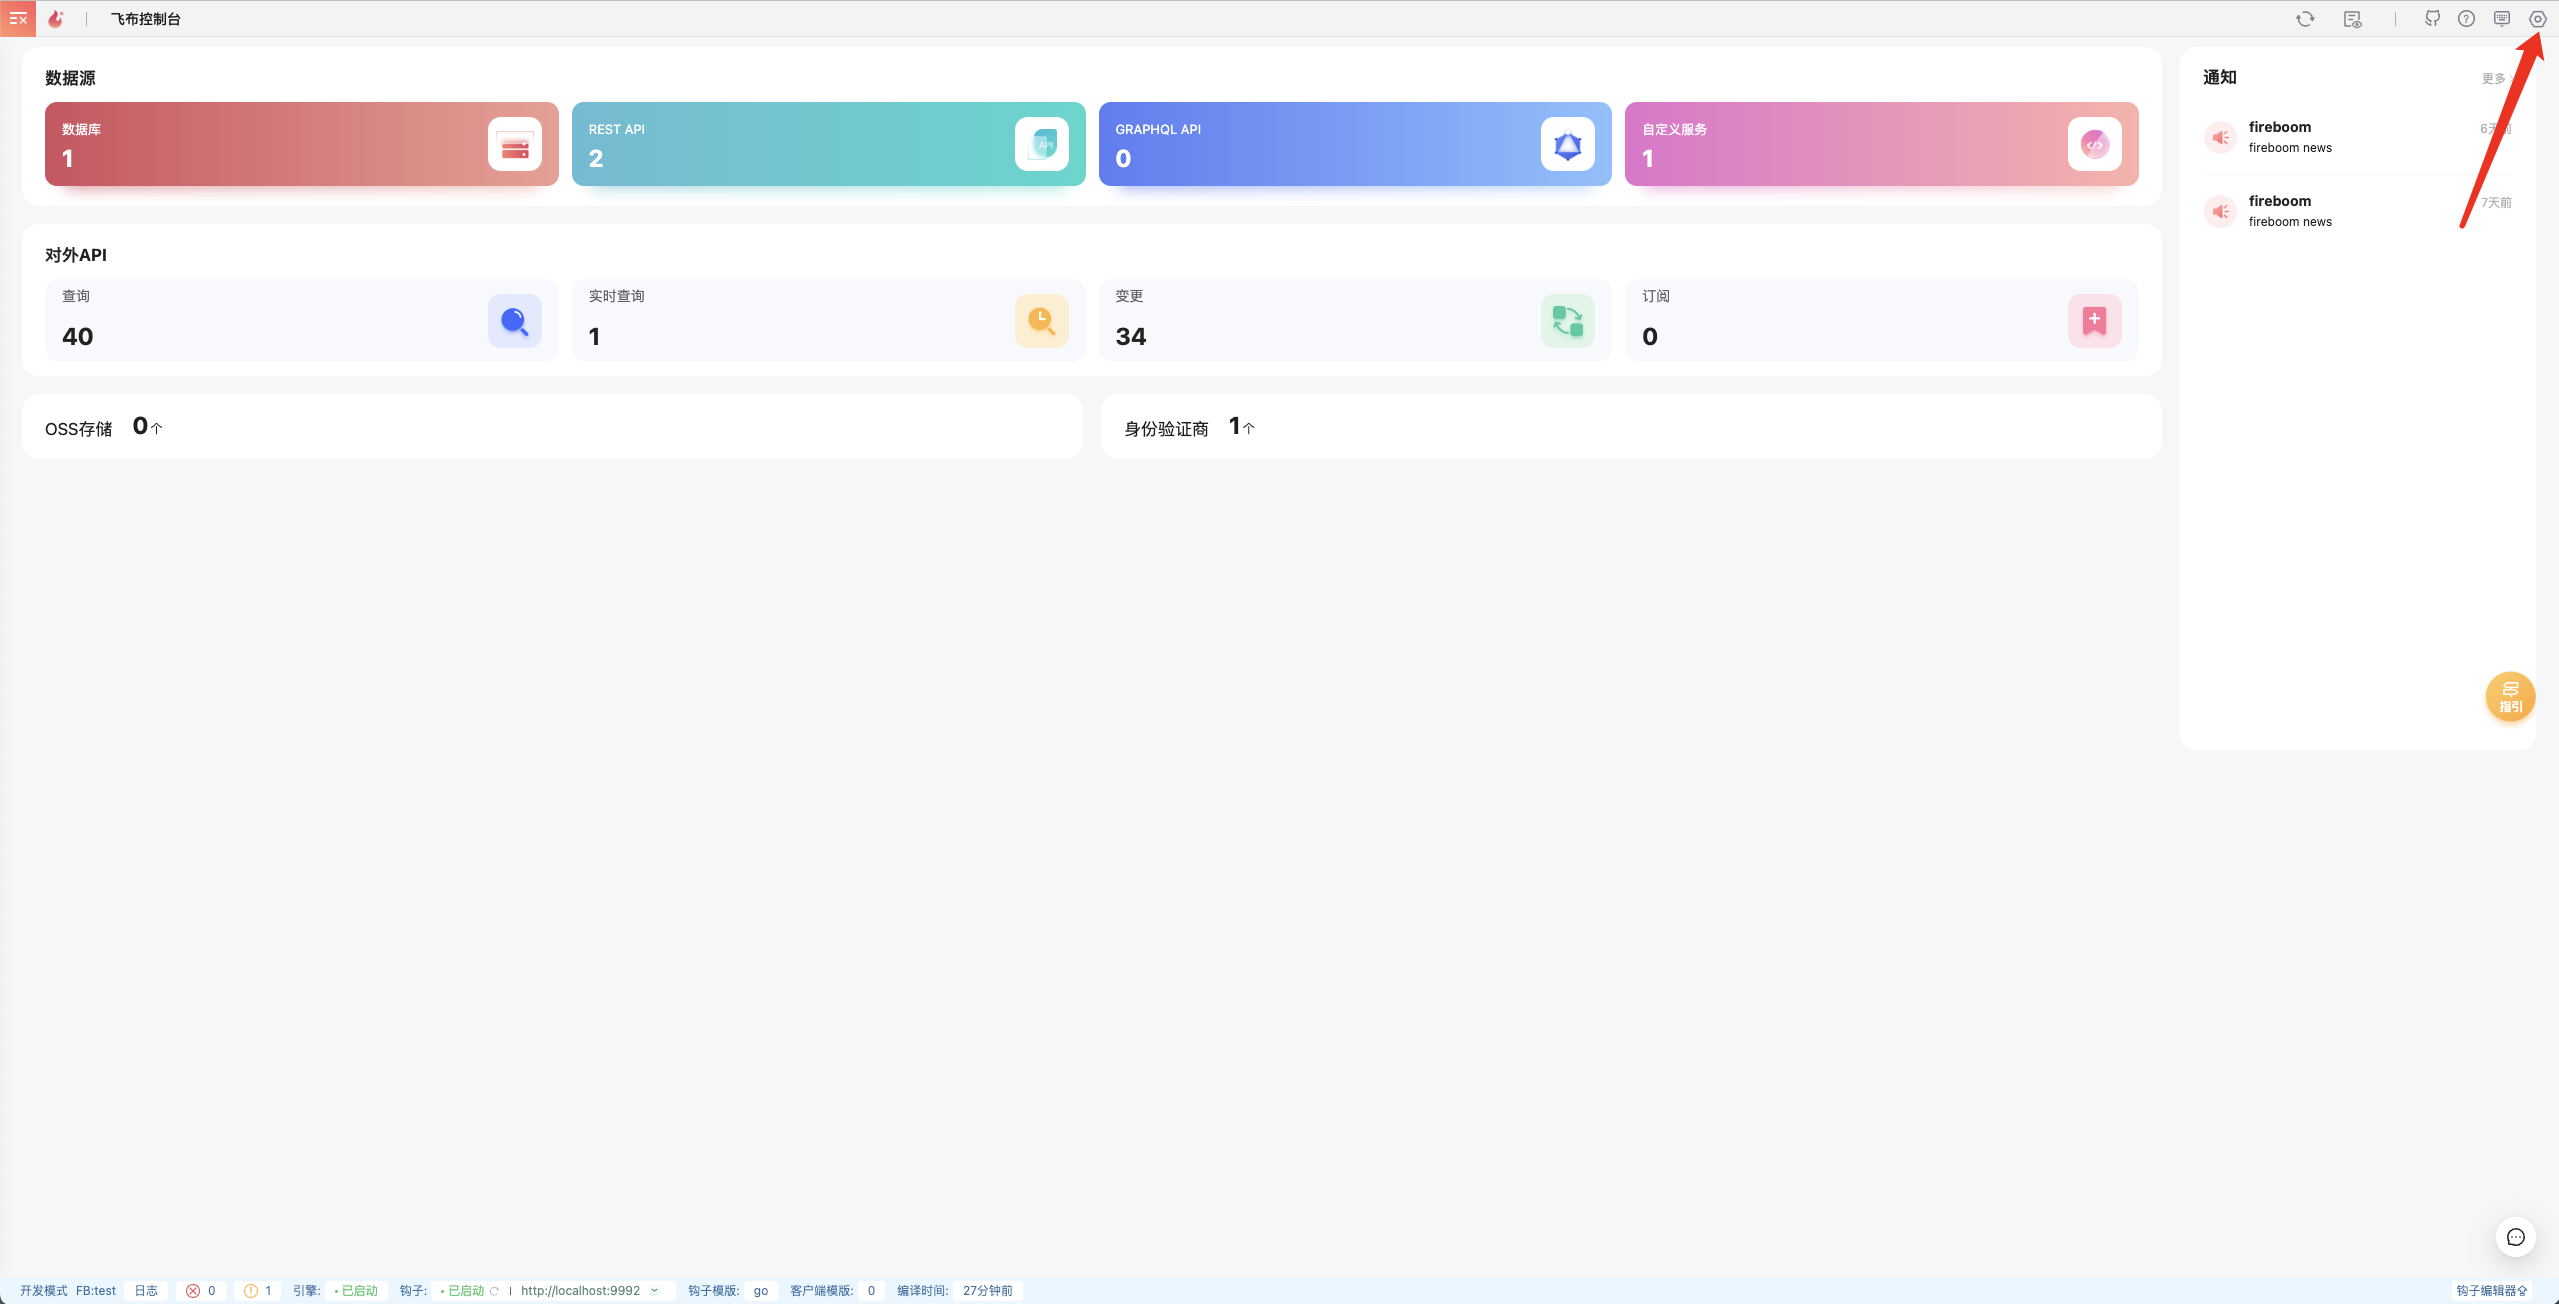 飞布控制台
数据源
数据库
1
REST API
2
API
GRAPHQL API
0
自定义服务
1
对外API
查询
40
实时查询
1
变更
34
订阅
0
OSS存储 0个
身份验证商 1个
通知
更多
fireboom
fireboom news
fireboom
7天前
fireboom news
指引
开发模式 FB:test 日志 0 1 引擎: 已启动 钩子: 已启动 http://localhost:9992 钩子模版: go 客户端模版: 0 编译时间: 27分钟前
钩子编辑器